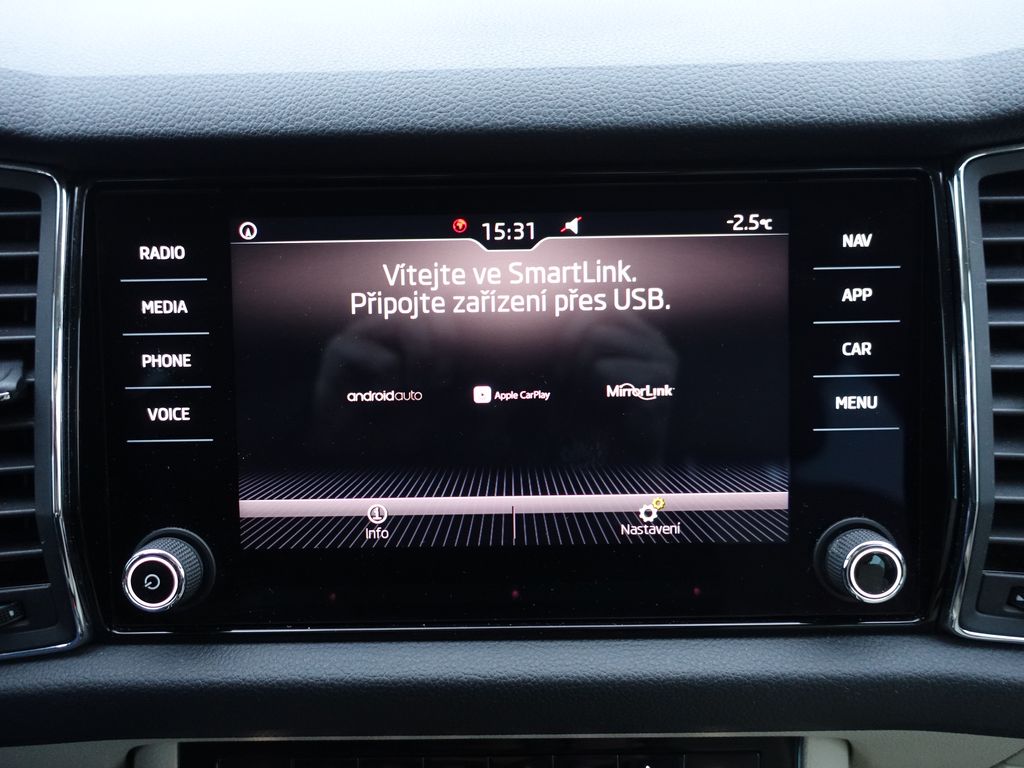 15:31
-2.5°C
RADIO
MEDIA
PHONE
VOICE
Vítejte ve SmartLink.
Připojte zařízení přes USB.
androidauto
Apple CarPlay
MirrorLink
Info
Nastavení
NAV
APP
CAR
MENU